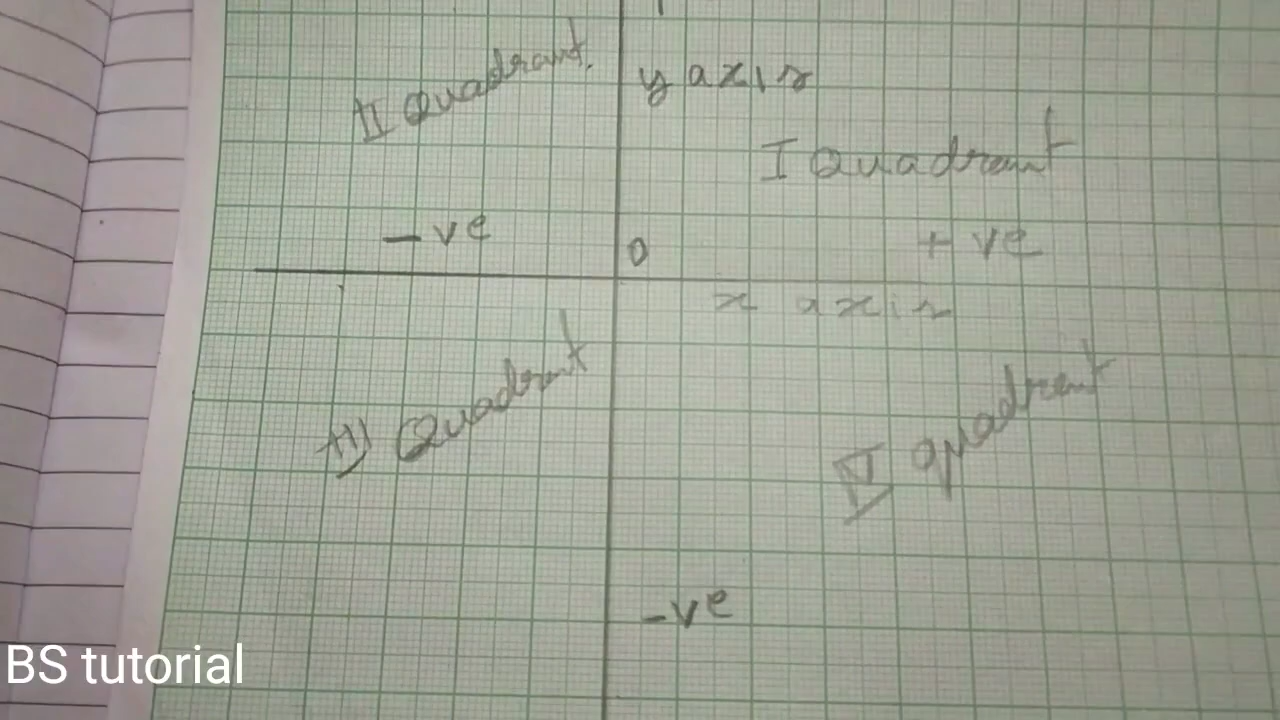 II Quadrant.
y axis
I Quadrant
-ve
0
+ ve
x axis
III Quadrant
IV quadrant
-ve
BS tutorial